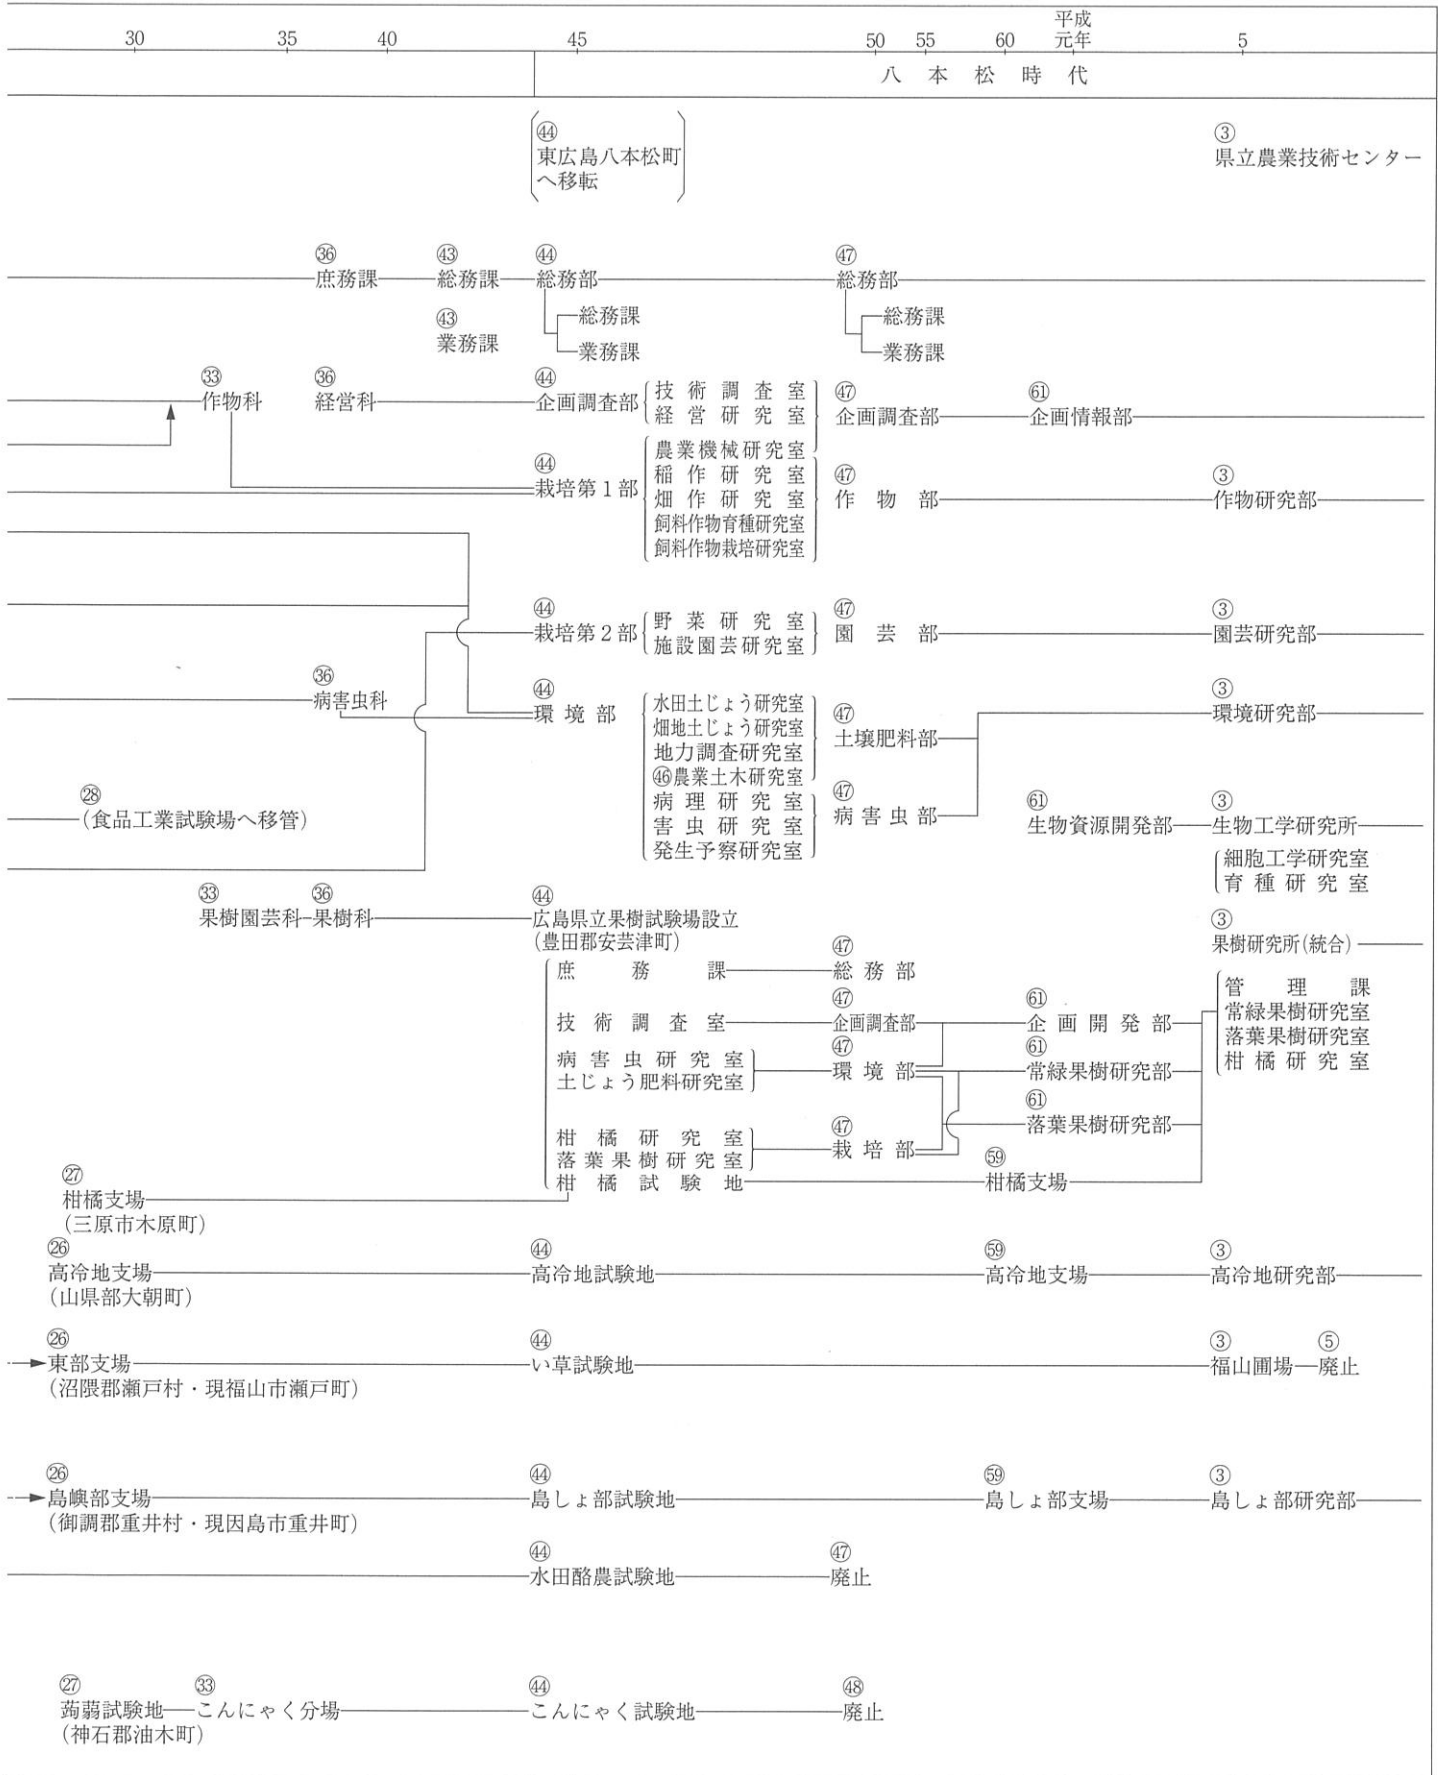 30 35 40 45 50 55 60 平成元年 5
八本松時代
㊹ ③
東広島八本松町 県立農業技術センター
へ移転
㊱ ㊸ ㊹ ㊼
庶務課 総務課 総務部 総務部
㊸ 総務課 総務課
業務課 業務課 業務課
㉝ ㊱ ㊹ 技術調査室 ㊼ �61
作物科 経営科 企画調査部 経営研究室 企画調査部 企画情報部
農業機械研究室
㊹ 稲作研究室 ㊼ ③
栽培第1部 畑作研究室 作物部 作物研究部
飼料作物育種研究室
飼料作物栽培研究室
㊹ 野菜研究室 ㊼ ③
栽培第2部 施設園芸研究室 園芸部 園芸研究部
㊱ ㊹ ③
病害虫科 環境部 水田土じょう研究室 ㊼ 環境研究部
畑地土じょう研究室 土壌肥料部
地力調査研究室
㊻農業土木研究室
㉘ 病理研究室 ㊼ 61 ③
(食品工業試験場へ移管) 害虫研究室 病害虫部 生物資源開発部 生物工学研究所
発生予察研究室 細胞工学研究室
育種研究室
㉝ ㊱ ㊹ ③
果樹園芸科 果樹科 広島県立果樹試験場設立 果樹研究所(統合)
(豊田郡安芸津町)
㊼
庶務課 総務部 管理課
㊼ 61 常緑果樹研究室
技術調査室 企画調査部 企画開発部 落葉果樹研究室
㊼ 61 柑橘研究室
病害虫研究室 環境部 常緑果樹研究部
土じょう肥料研究室
61
㊼ 落葉果樹研究部
柑橘研究室 栽培部
落葉果樹研究室 59
㉗ 柑橘試験地 柑橘支場
柑橘支場
(三原市木原町)
㉖ ㊹ 59 ③
高冷地支場 高冷地試験地 高冷地支場 高冷地研究部
(山県部大朝町)
㉖ ㊹ ③ ⑤
東部支場 い草試験地 福山圃場 廃止
(沼隈郡瀬戸村・現福山市瀬戸町)
㉖ ㊹ 59 ③
島嶼部支場 島しょ部試験地 島しょ部支場 島しょ部研究部
(御調郡重井村・現因島市重井町)
㊹ ㊼
水田酪農試験地 廃止
㉗ ㉝ ㊹ ㊽
蒟蒻試験地 こんにゃく分場 こんにゃく試験地 廃止
(神石郡油木町)